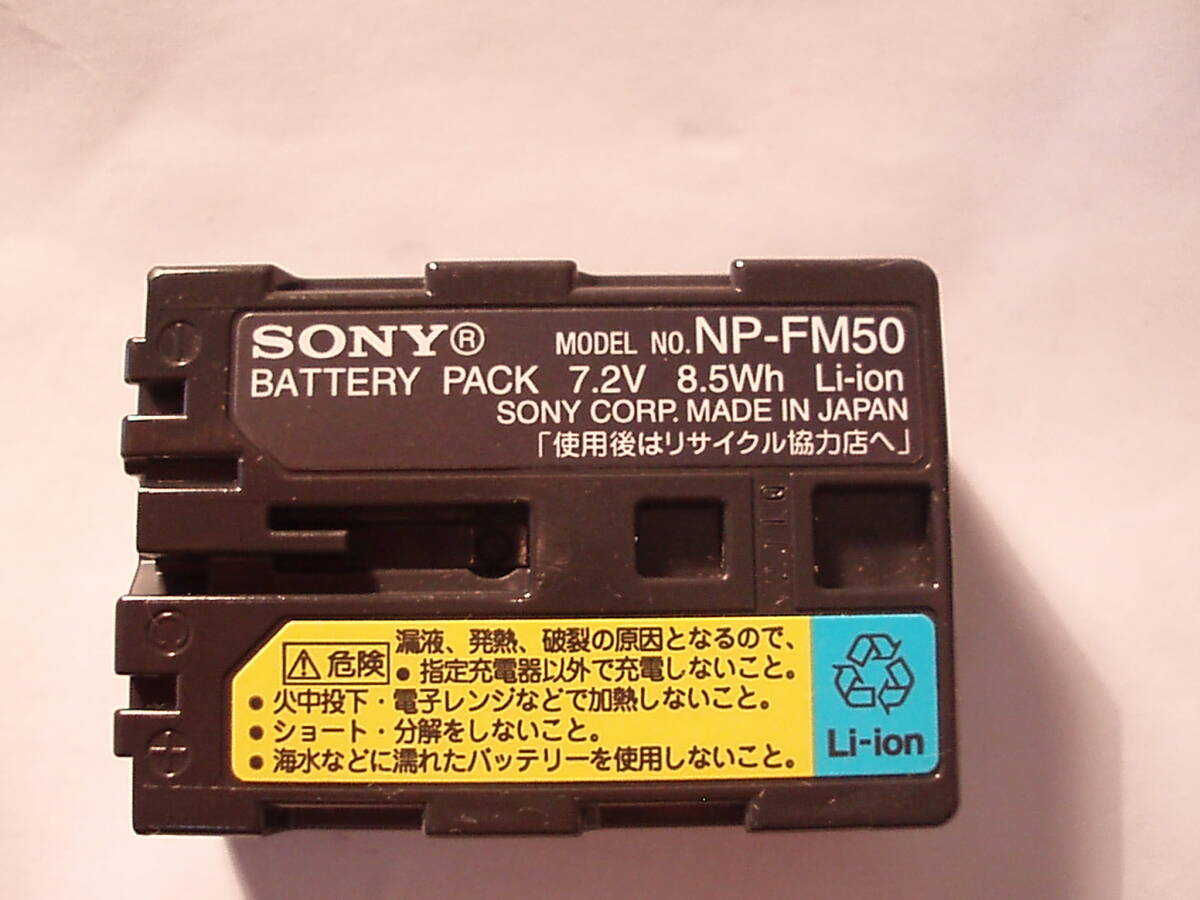 SONY®
MODEL NO. NP-FM50
BATTERY PACK 7.2V 8.5Wh Li-ion
SONY CORP. MADE IN JAPAN
「使用後はリサイクル協力店へ」
⚠危険
漏液、発熱、破裂の原因となるので、
● 指定充電器以外で充電しないこと。
● 火中投下・電子レンジなどで加熱しないこと。
● ショート・分解をしないこと。
● 海水などに濡れたバッテリーを使用しないこと。
Li-ion
−
C
+